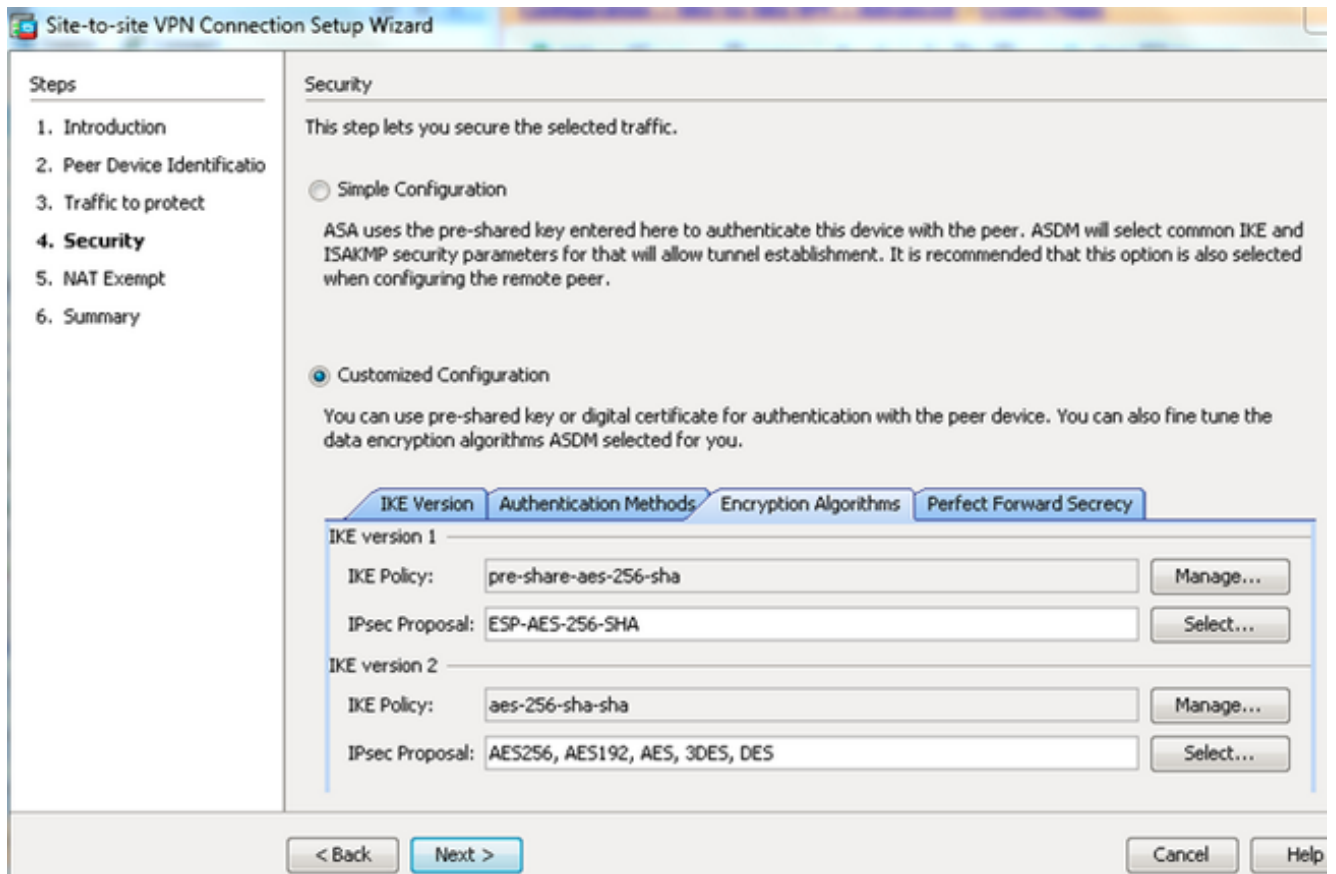 Site-to-site VPN Connection Setup Wizard
Steps
1. Introduction
2. Peer Device Identificatio
3. Traffic to protect
4. Security
5. NAT Exempt
6. Summary
Security
This step lets you secure the selected traffic.
Simple Configuration
ASA uses the pre-shared key entered here to authenticate this device with the peer. ASDM will select common IKE and
ISAKMP security parameters for that will allow tunnel establishment. It is recommended that this option is also selected
when configuring the remote peer.
Customized Configuration
You can use pre-shared key or digital certificate for authentication with the peer device. You can also fine tune the
data encryption algorithms ASDM selected for you.
IKE Version Authentication Methods Encryption Algorithms Perfect Forward Secrecy
IKE version 1
IKE Policy: pre-share-aes-256-sha Manage...
IPsec Proposal: ESP-AES-256-SHA Select...
IKE version 2
IKE Policy: aes-256-sha-sha Manage...
IPsec Proposal: AES256, AES192, AES, 3DES, DES Select...
< Back Next > Cancel Help